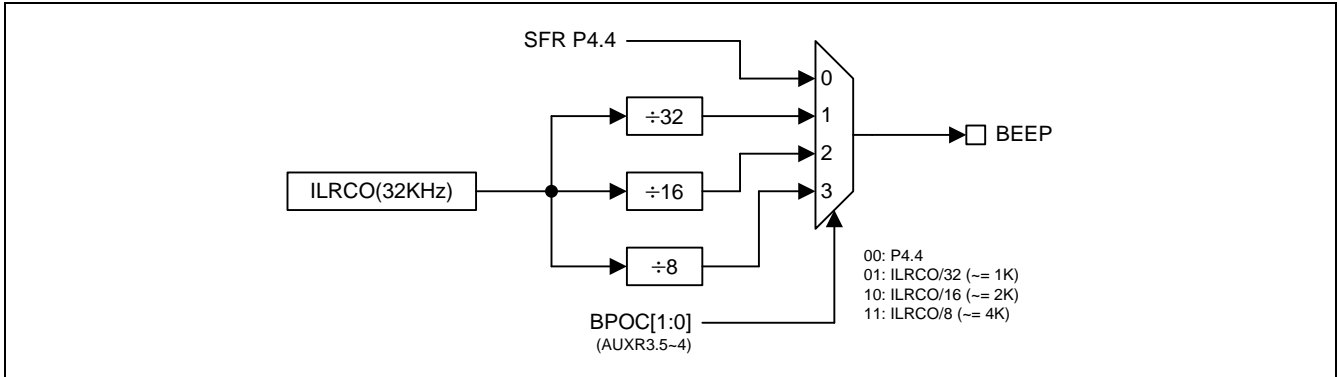 SFR P4.4
0
÷32
1
BEEP
2
ILRCO(32KHz)
÷16
3
÷8
00: P4.4
01: ILRCO/32 (~= 1K)
10: ILRCO/16 (~= 2K)
11: ILRCO/8 (~= 4K)
BPOC[1:0]
(AUXR3.5~4)